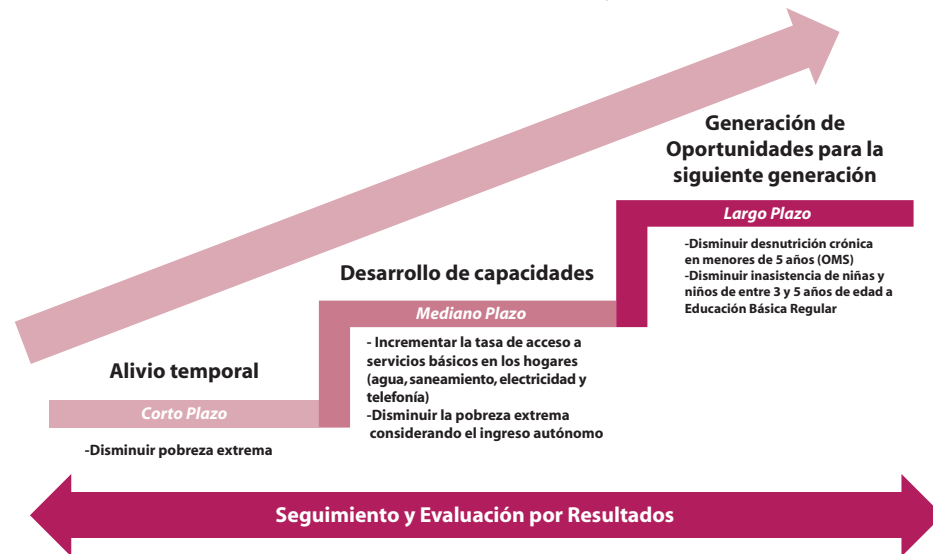 Alivio temporal
Corto Plazo
-Disminuir pobreza extrema
Desarrollo de capacidades
Mediano Plazo
- Incrementar la tasa de acceso a
servicios básicos en los hogares
(agua, saneamiento, electricidad y
telefonía)
-Disminuir la pobreza extrema
considerando el ingreso autónomo
Generación de
Oportunidades para la
siguiente generación
Largo Plazo
-Disminuir desnutrición crónica
en menores de 5 años (OMS)
-Disminuir inasistencia de niñas y
niños de entre 3 y 5 años de edad a
Educación Básica Regular
Seguimiento y Evaluación por Resultados